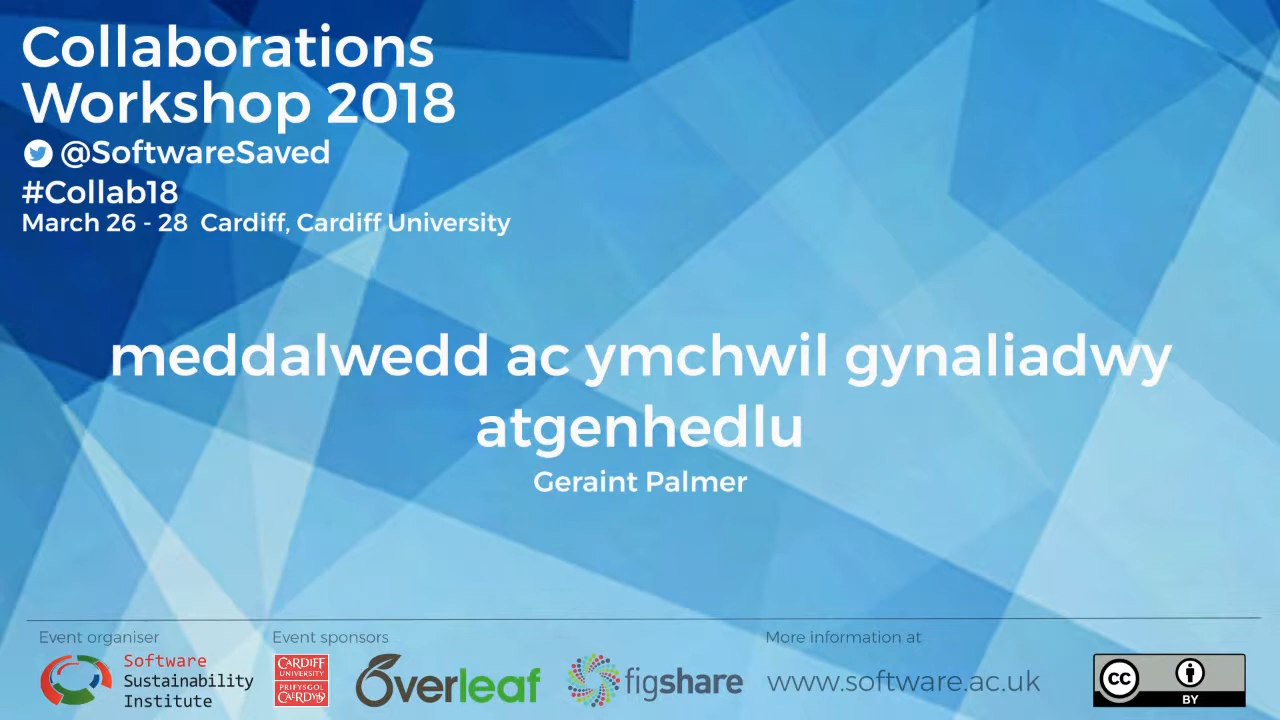 Collaborations
Workshop 2018
@SoftwareSaved
#Collab18
March 26 - 28 Cardiff, Cardiff University
meddalwedd ac ymchwil gynaliadwy
atgenhedlu
Geraint Palmer
Event organiser
Software
Sustainability
Institute
Event sponsors
CARDIFF
UNIVERSITY
PRIFYSGOL
CAERDYDD
Overleaf
figshare
More information at
www.software.ac.uk
cc
BY